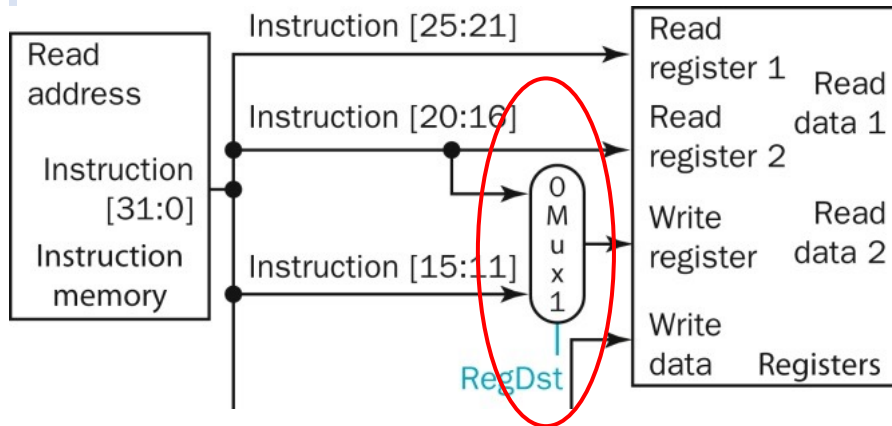 Instruction [25:21]
Read
address
Instruction
[31:0]
Instruction
memory
Instruction [20:16]
Instruction [15:11]
0
M
u
x
1
RegDst
Read
register 1
Read
data 1
Read
register 2
Write
register
Read
data 2
Write
data
Registers